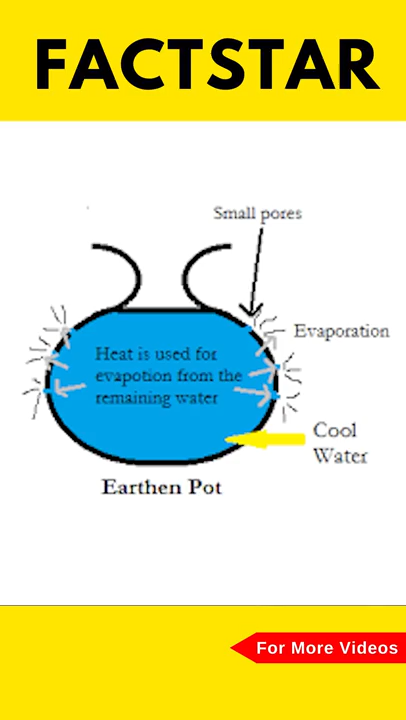 FACTSTAR
Small pores
Evaporation
Heat is used for
evapotion from the
remaining water
Cool
Water
Earthen Pot
For More Videos